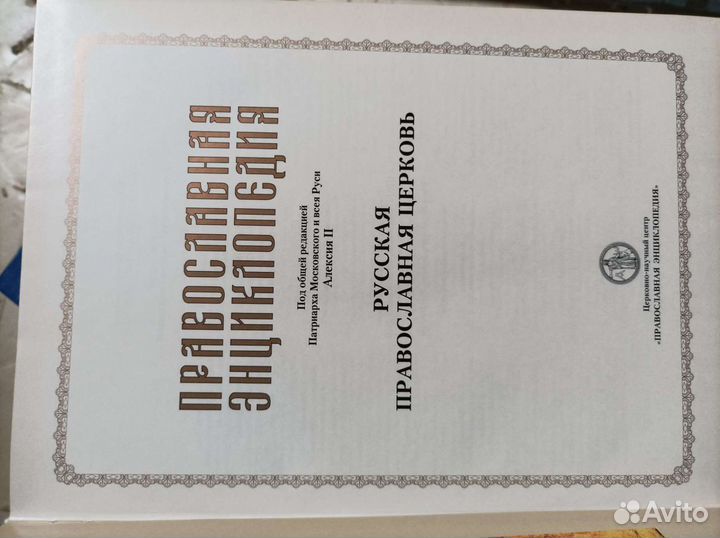 ПРАВОСЛАВНАЯ
ЭНЦИКЛОПЕДИЯ
Под общей редакцией
Патриарха Московского и всея Руси
Алексия II
РУССКАЯ
ПРАВОСЛАВНАЯ ЦЕРКОВЬ
Церковно-научный центр
«ПРАВОСЛАВНАЯ ЭНЦИКЛОПЕДИЯ»
Avito